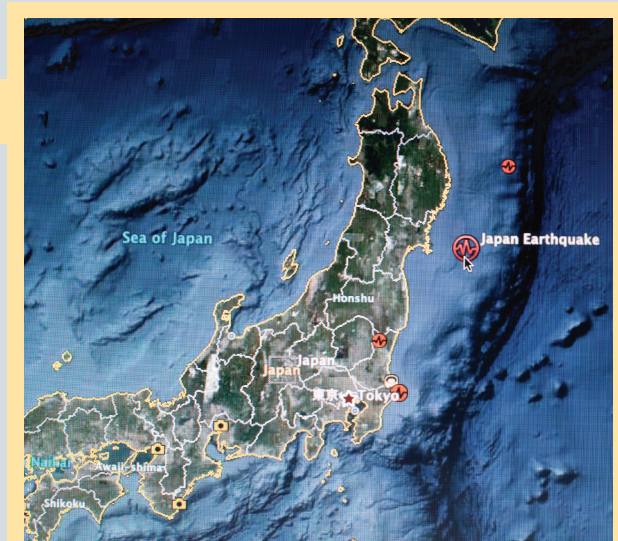 Sea of Japan
Japan Earthquake
Honshu
Japan
Japan
東京
Tokyo
Awaji-shima
Shikoku